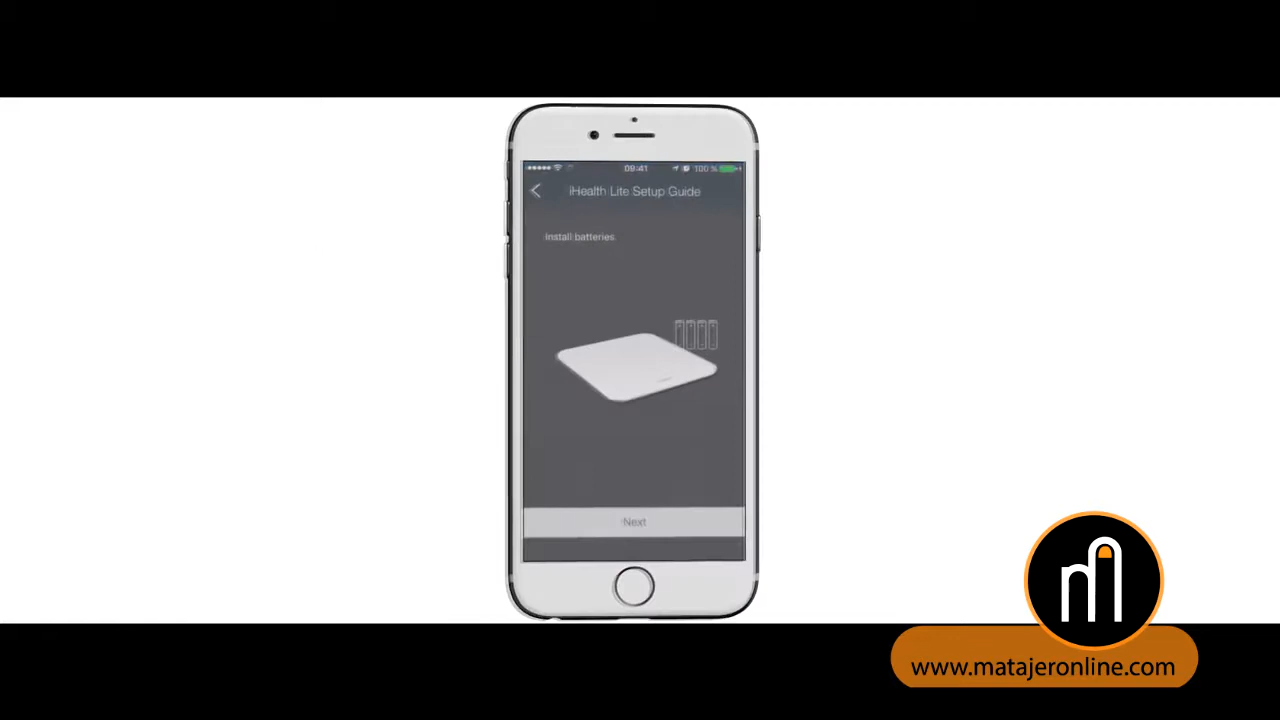 09:41
100 %
iHealth Lite Setup Guide
Install batteries
Next
www.matajeronline.com